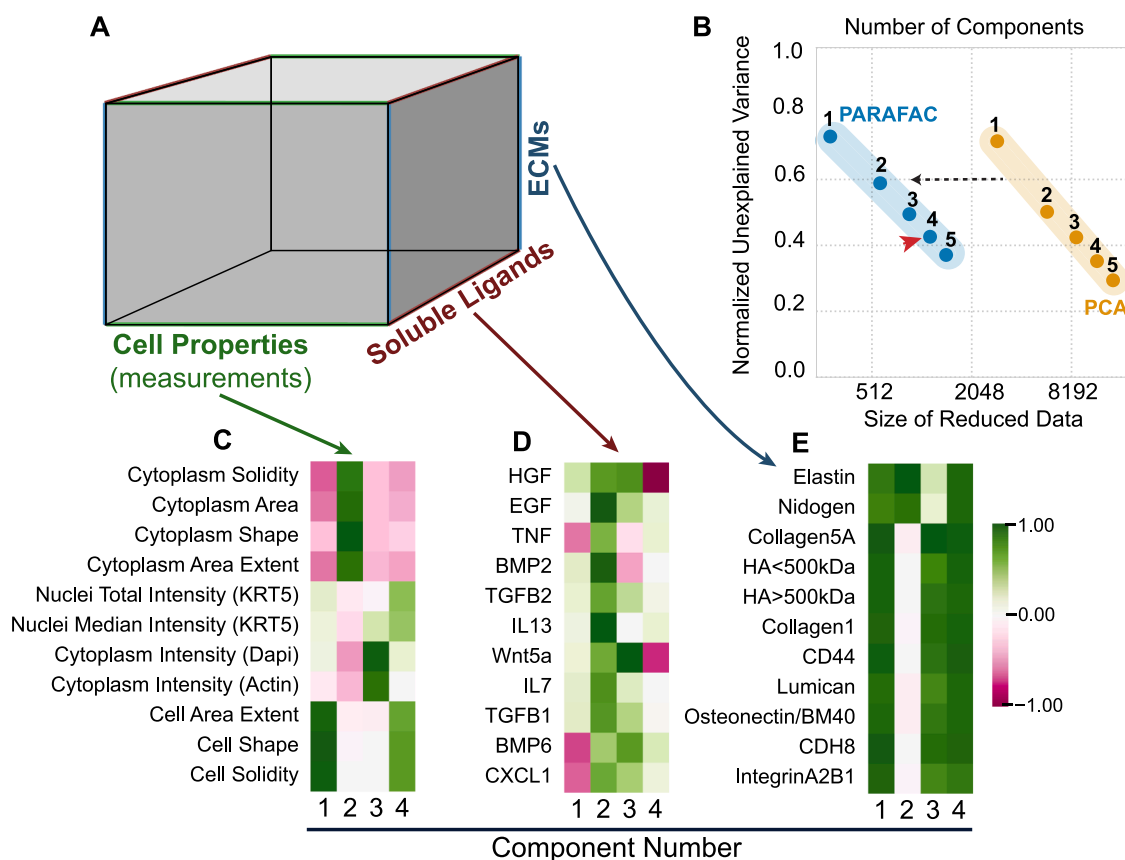 A
ECMs
Soluble Ligands
Cell Properties
(measurements)
B
Number of Components
Normalized Unexplained Variance
1.0
0.8
0.6
0.4
0.2
0.0
1
PARAFAC
2
3
4
5
1
2
3
4
5
PCA
512
2048
8192
Size of Reduced Data
C
Cytoplasm Solidity
Cytoplasm Area
Cytoplasm Shape
Cytoplasm Area Extent
Nuclei Total Intensity (KRT5)
Nuclei Median Intensity (KRT5)
Cytoplasm Intensity (Dapi)
Cytoplasm Intensity (Actin)
Cell Area Extent
Cell Shape
Cell Solidity
1 2 3 4
D
HGF
EGF
TNF
BMP2
TGFB2
IL13
Wnt5a
IL7
TGFB1
BMP6
CXCL1
1 2 3 4
E
Elastin
Nidogen
Collagen5A
HA<500kDa
HA>500kDa
Collagen1
CD44
Lumican
Osteonectin/BM40
CDH8
IntegrinA2B1
1 2 3 4
1.00
0.00
−1.00
Component Number